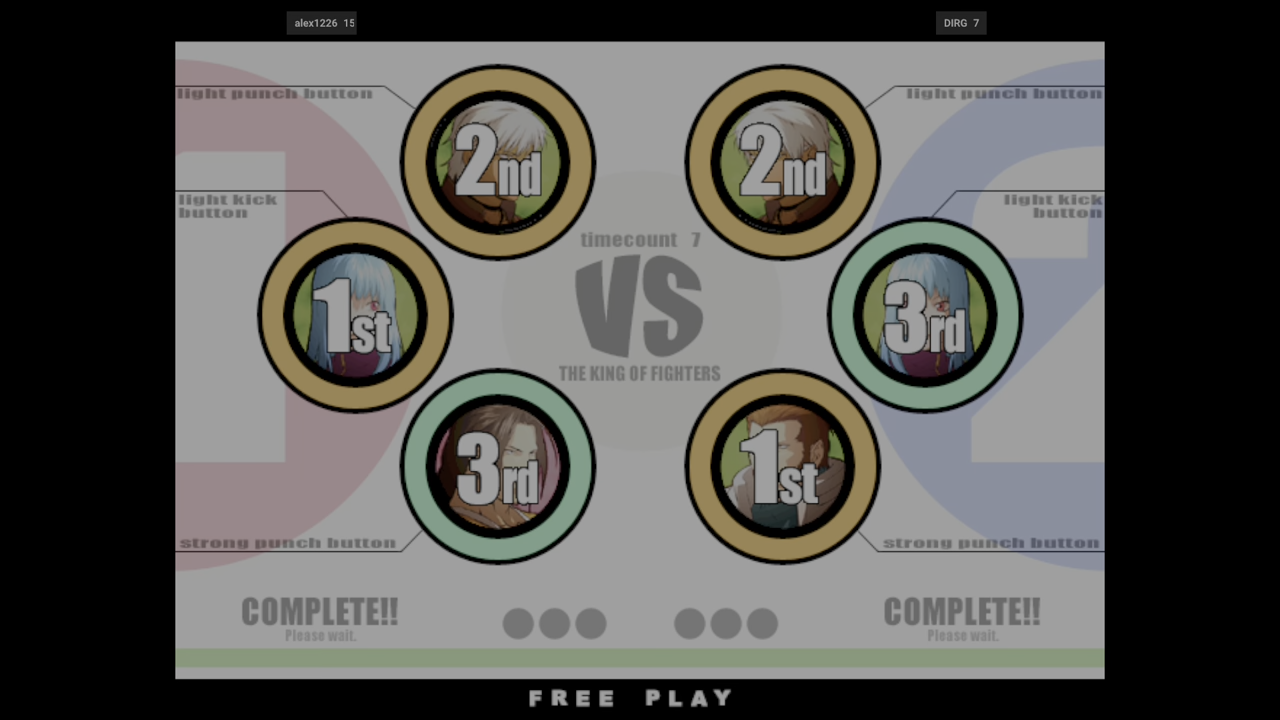 alex1226 15
DIRG 7
light punch button
light punch button
2nd
2nd
light kick
button
light kick
button
timecount 7
VS
THE KING OF FIGHTERS
1st
3rd
3rd
1st
strong punch button
strong punch button
COMPLETE!!
Please wait.
COMPLETE!!
Please wait.
FREE PLAY